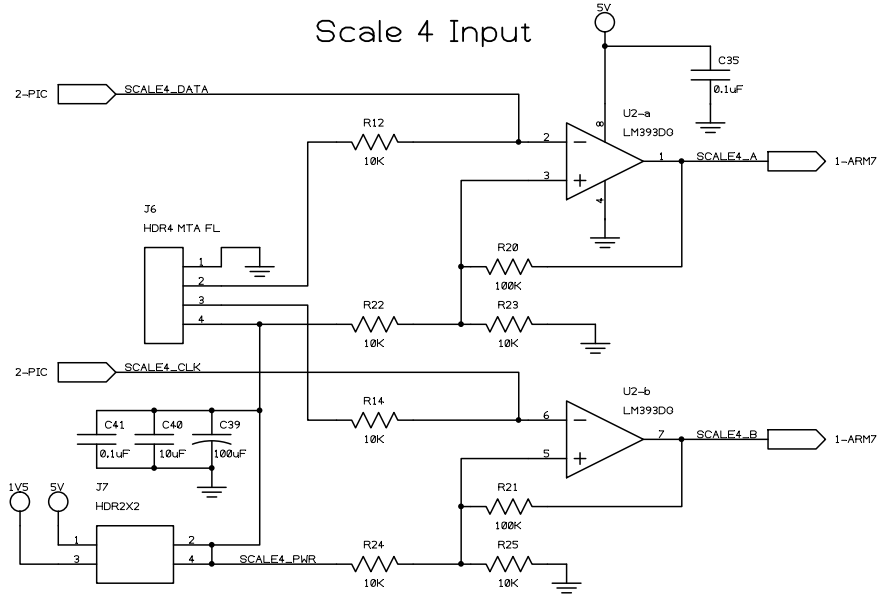 Scale 4 Input
5V
C35
0.1uF
2-PIC
SCALE4_DATA
R12
10K
U2-a
LM393DG
8
2
3
1
4
SCALE4_A
1-ARM7
J6
HDR4 MTA FL
1
2
3
4
R20
100K
R22
10K
R23
10K
2-PIC
SCALE4_CLK
R14
10K
U2-b
LM393DG
6
5
7
SCALE4_B
1-ARM7
C41
0.1uF
C40
10uF
C39
100uF
1V5
5V
J7
HDR2X2
1
3
2
4
SCALE4_PWR
R21
100K
R24
10K
R25
10K